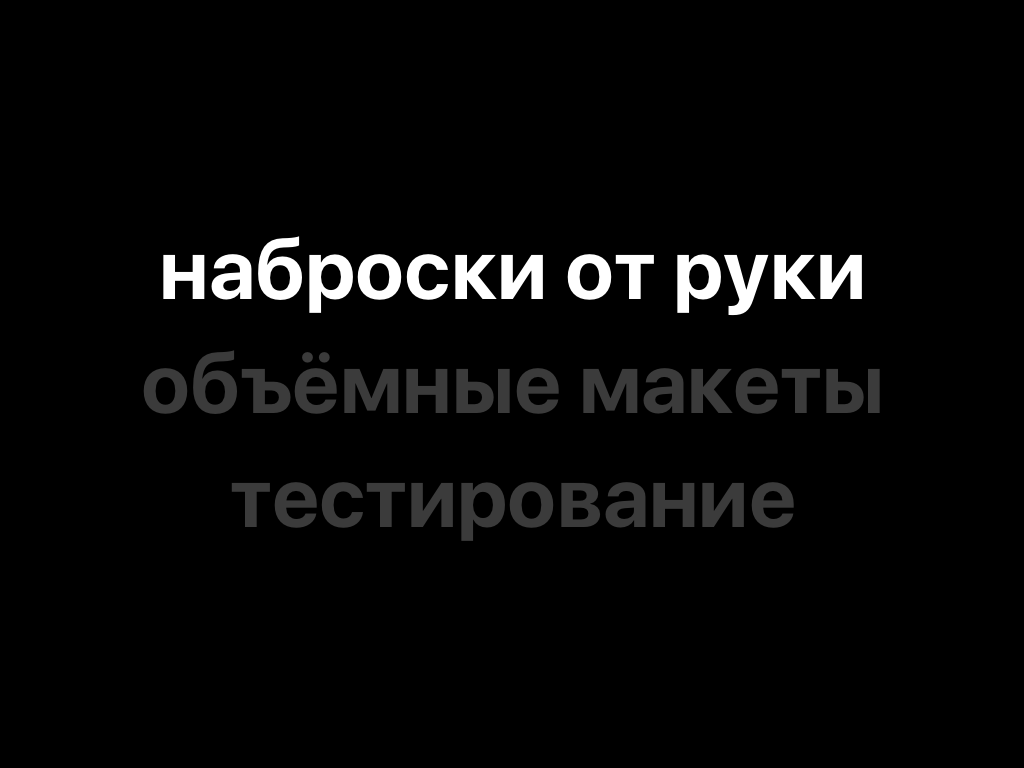 наброски от руки
объёмные макеты
тестирование